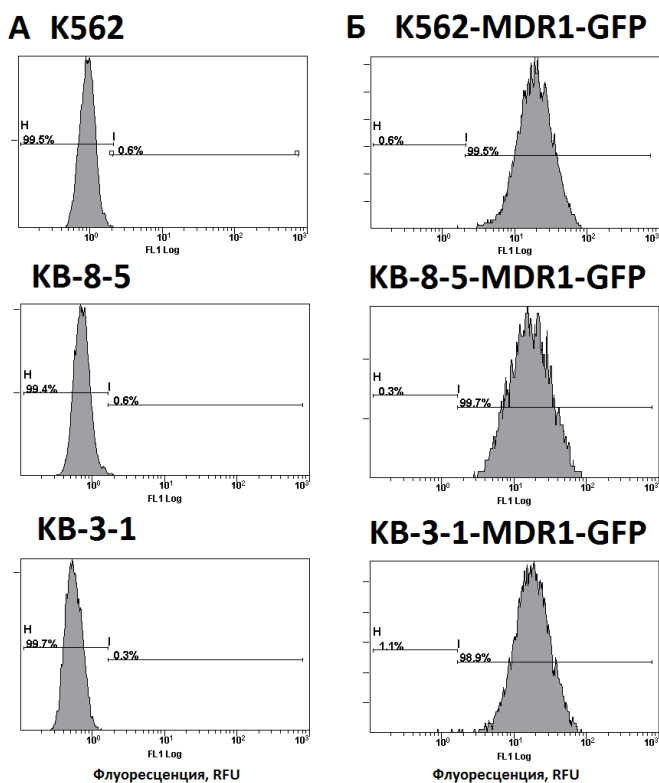 А K562
Б K562-MDR1-GFP
H
99.5%
I
0.6%
10⁰ 10¹ 10² 10³
FL1 Log
H
0.6%
I
99.5%
10⁰ 10¹ 10² 10³
FL1 Log
KB-8-5
KB-8-5-MDR1-GFP
H
99.4%
I
0.6%
10⁰ 10¹ 10² 10³
FL1 Log
H
0.3%
I
99.7%
10⁰ 10¹ 10² 10³
FL1 Log
KB-3-1
KB-3-1-MDR1-GFP
H
99.7%
I
0.3%
10⁰ 10¹ 10² 10³
FL1 Log
H
1.1%
I
98.9%
10⁰ 10¹ 10² 10³
FL1 Log
Флуоресценция, RFU
Флуоресценция, RFU